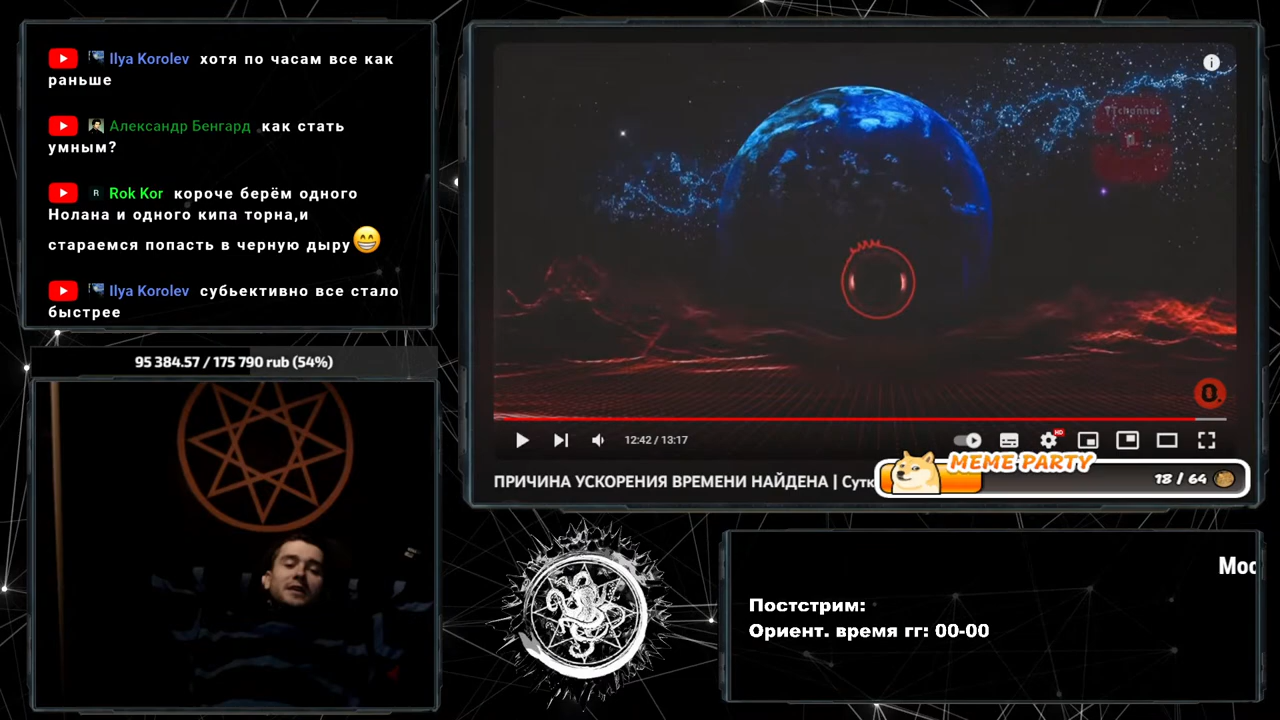 Ilya Korolev хотя по часам все как
раньше
Александр Бенгард как стать
умным?
R Rok Kor короче берём одного
Нолана и одного кипа торна,и
стараемся попасть в черную дыру
Ilya Korolev субьективно все стало
быстрее
95 384.57 / 175 790 rub (54%)
TTchannel
12:42 / 13:17
HD
ПРИЧИНА УСКОРЕНИЯ ВРЕМЕНИ НАЙДЕНА | Сутк
MEME PARTY
18 / 64
Мос
Постстрим:
Ориент. время гг: 00-00